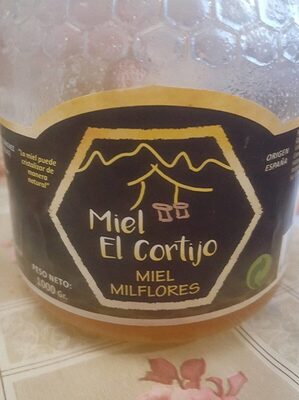 "La miel puede
cristalizar de
manera
natural"
ORIGEN
ESPAÑA
Miel
El Cortijo
MIEL
MILFLORES
PESO NETO:
1000 Gr.